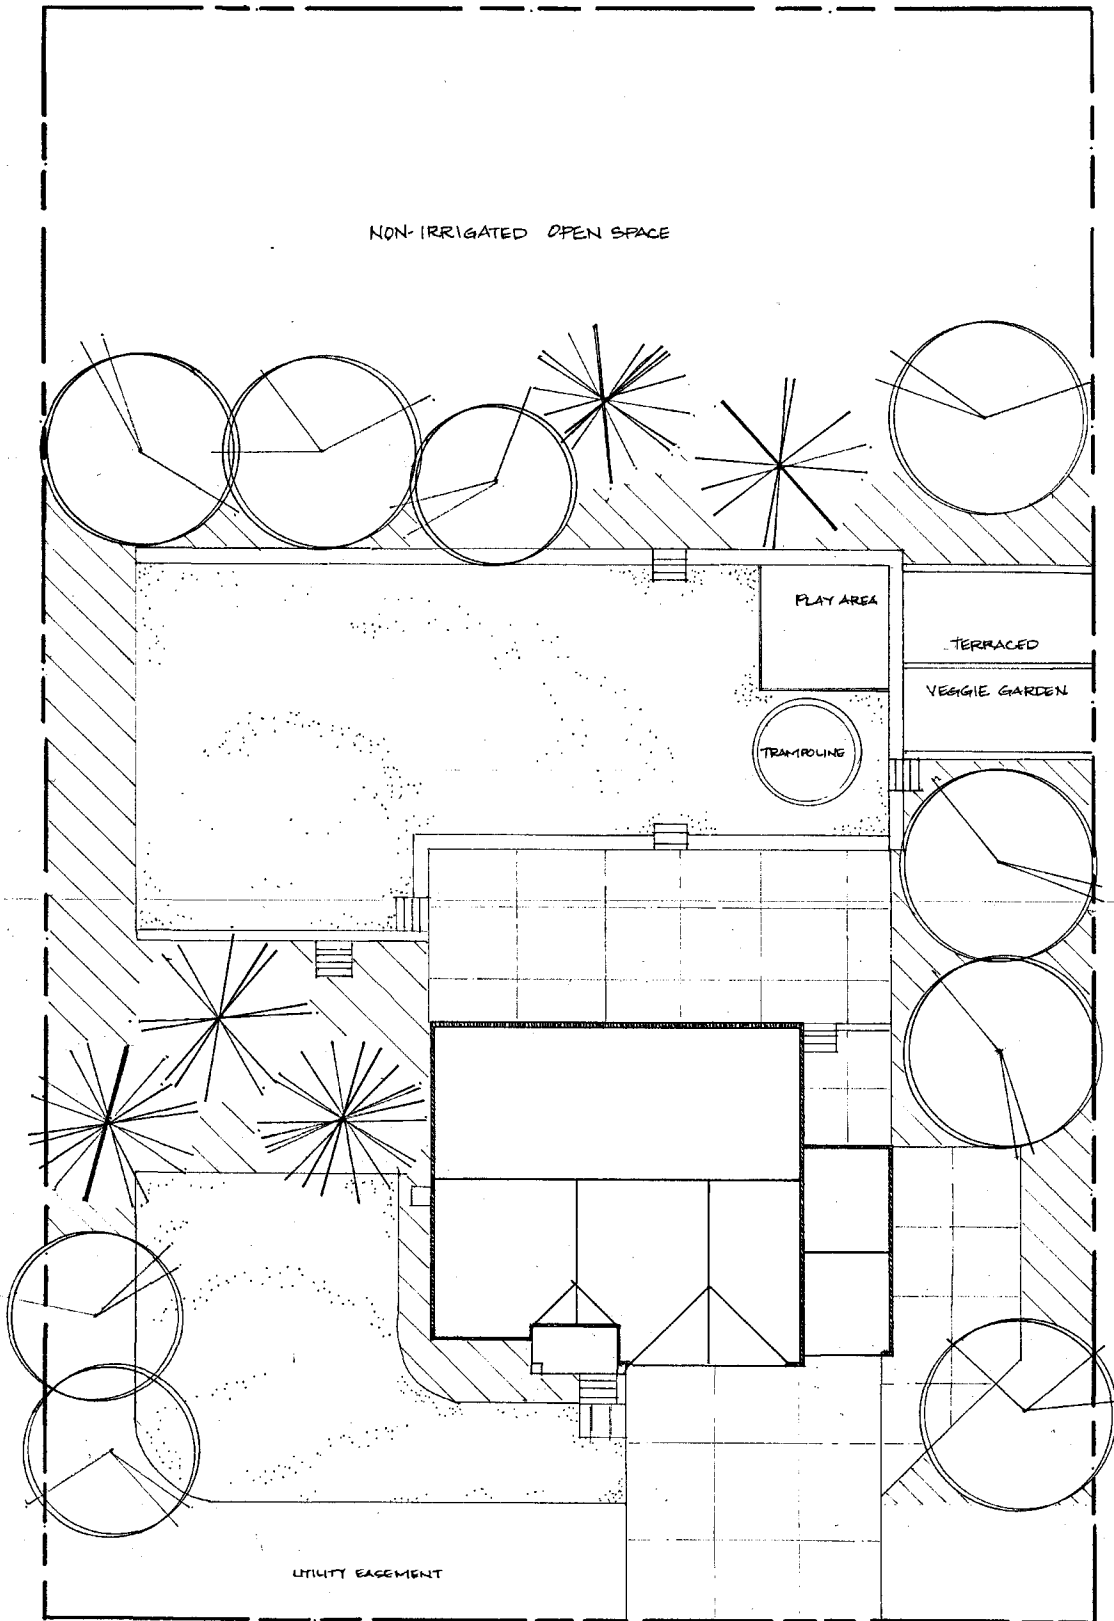 NON-IRRIGATED OPEN SPACE
PLAY AREA
TERRACED
VEGGIE GARDEN
TRAMPOLINE
UTILITY EASEMENT